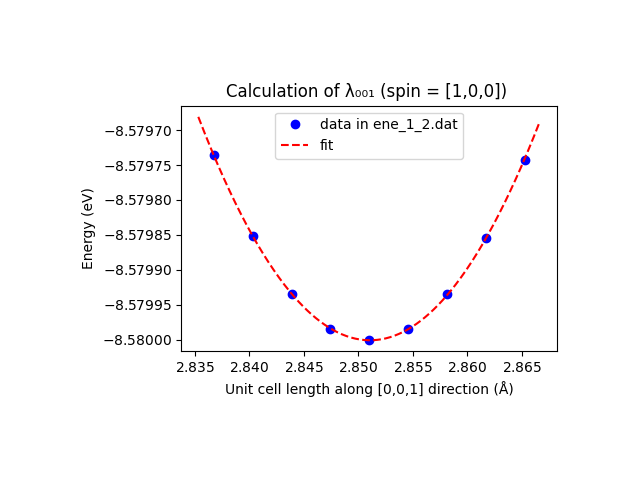 Calculation of λ₀₀₁ (spin = [1,0,0])
data in ene_1_2.dat
fit
−8.57970
−8.57975
−8.57980
−8.57985
−8.57990
−8.57995
−8.58000
Energy (eV)
2.835 2.840 2.845 2.850 2.855 2.860 2.865
Unit cell length along [0,0,1] direction (Å)